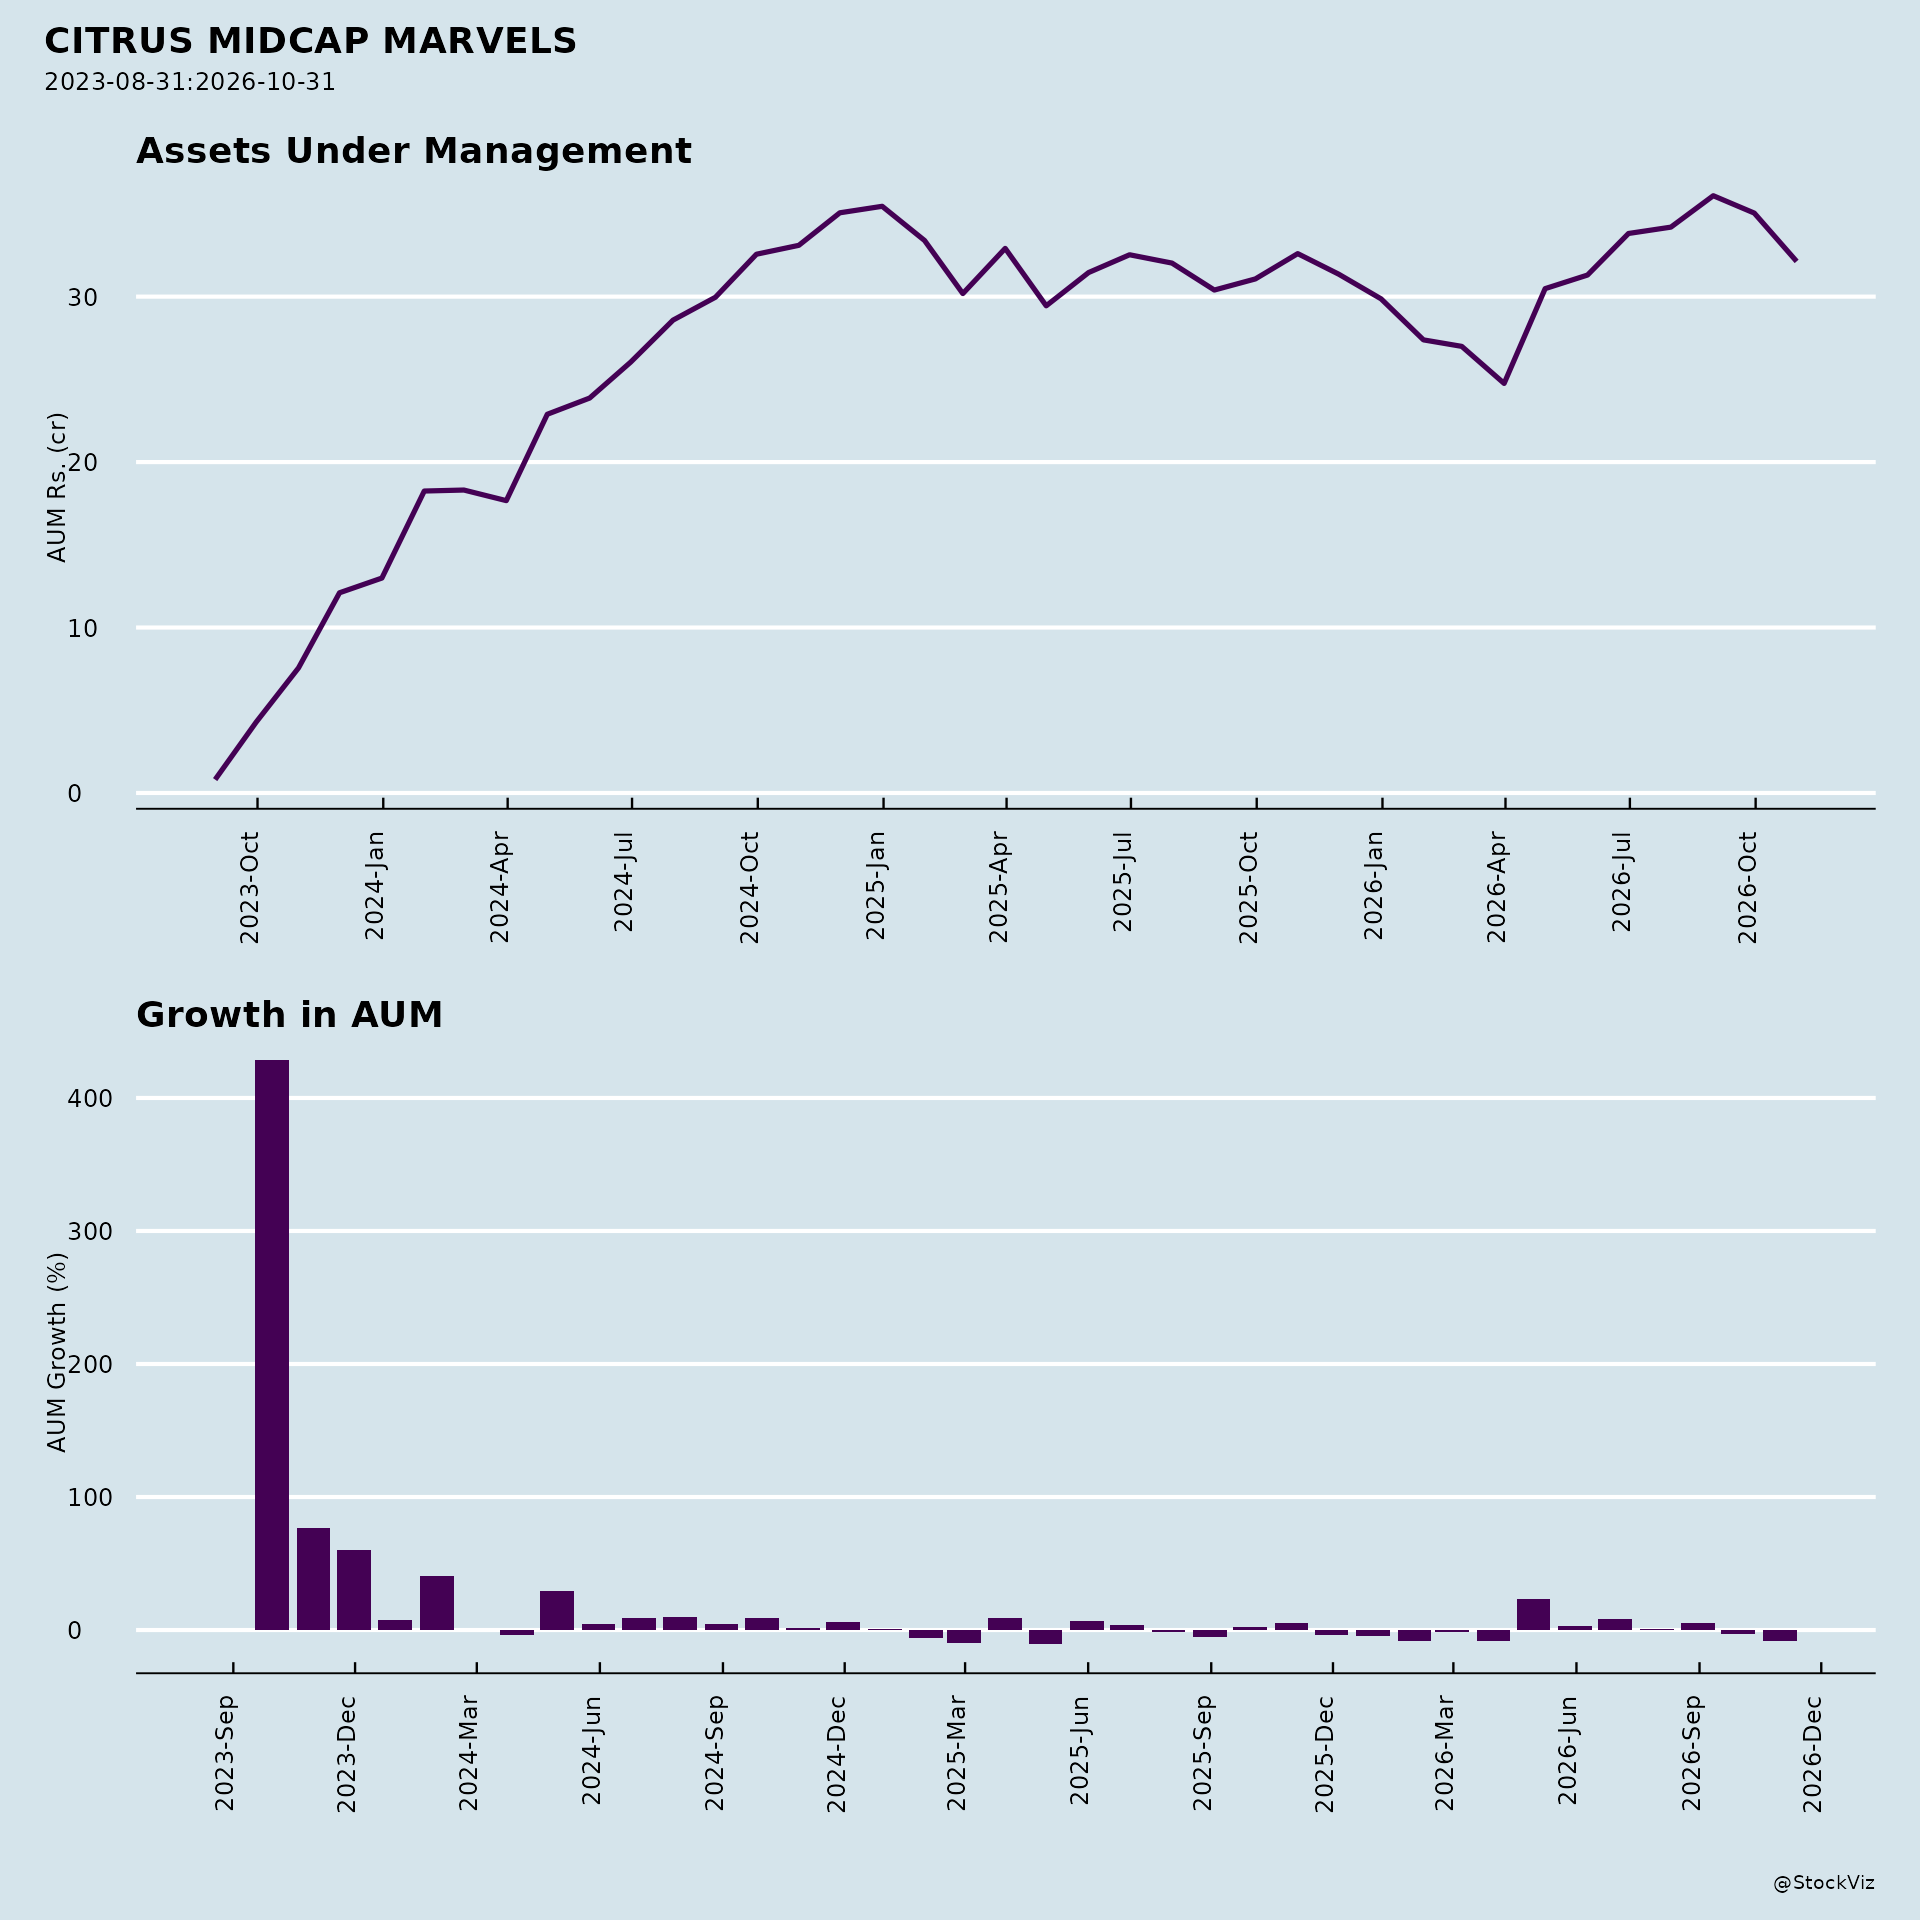 CITRUS MIDCAP MARVELS
2023-08-31:2026-10-31
Assets Under Management
AUM Rs. (cr)
30
20
10
0
2023-Oct
2024-Jan
2024-Apr
2024-Jul
2024-Oct
2025-Jan
2025-Apr
2025-Jul
2025-Oct
2026-Jan
2026-Apr
2026-Jul
2026-Oct
Growth in AUM
AUM Growth (%)
400
300
200
100
0
2023-Sep
2023-Dec
2024-Mar
2024-Jun
2024-Sep
2024-Dec
2025-Mar
2025-Jun
2025-Sep
2025-Dec
2026-Mar
2026-Jun
2026-Sep
2026-Dec
@StockViz